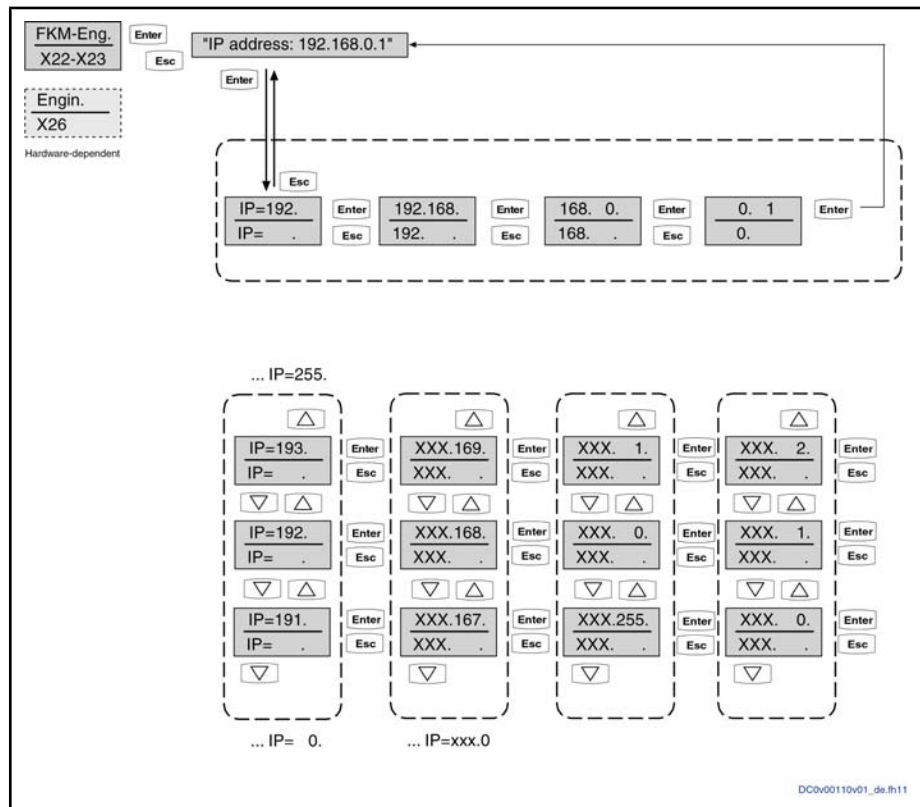 FKM-Eng.
X22-X23
Enter
Esc
"IP address: 192.168.0.1"
Enter
Engin.
X26
Hardware-dependent
Esc
IP=192.
IP= .
Enter
Esc
192.168.
192. .
Enter
Esc
168. 0.
168. .
Enter
Esc
0. 1
0.
Enter
... IP=255.
IP=193.
IP= .
Enter
Esc
XXX.169.
XXX. .
Enter
Esc
XXX. 1.
XXX. .
Enter
Esc
XXX. 2.
XXX. .
Enter
Esc
IP=192.
IP= .
Enter
Esc
XXX.168.
XXX. .
Enter
Esc
XXX. 0.
XXX. .
Enter
Esc
XXX. 1.
XXX. .
Enter
Esc
IP=191.
IP= .
Enter
Esc
XXX.167.
XXX. .
Enter
Esc
XXX.255.
XXX. .
Enter
Esc
XXX. 0.
XXX. .
Enter
Esc
... IP= 0.
... IP=xxx.0
DC0v00110v01_de.fh11